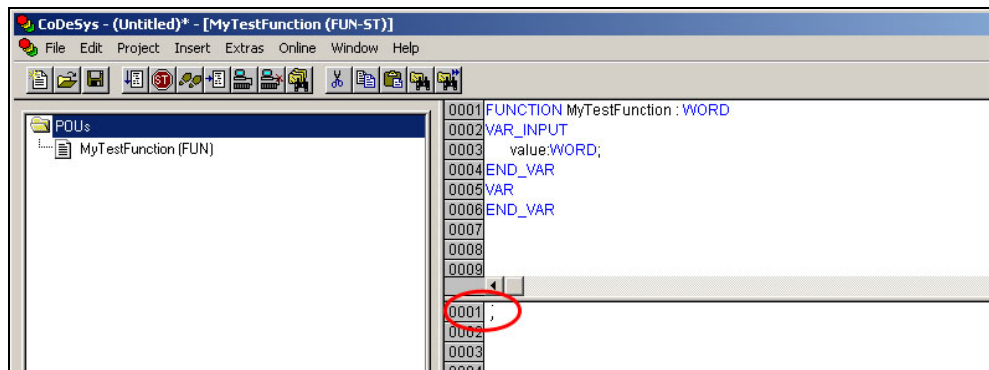 CoDeSys - (Untitled)* - [MyTestFunction (FUN-ST)]
File Edit Project Insert Extras Online Window Help
POUs
MyTestFunction (FUN)
0001 FUNCTION MyTestFunction : WORD
0002 VAR_INPUT
0003 value:WORD;
0004 END_VAR
0005 VAR
0006 END_VAR
0007
0008
0009
0001 ;
0002
0003
0004